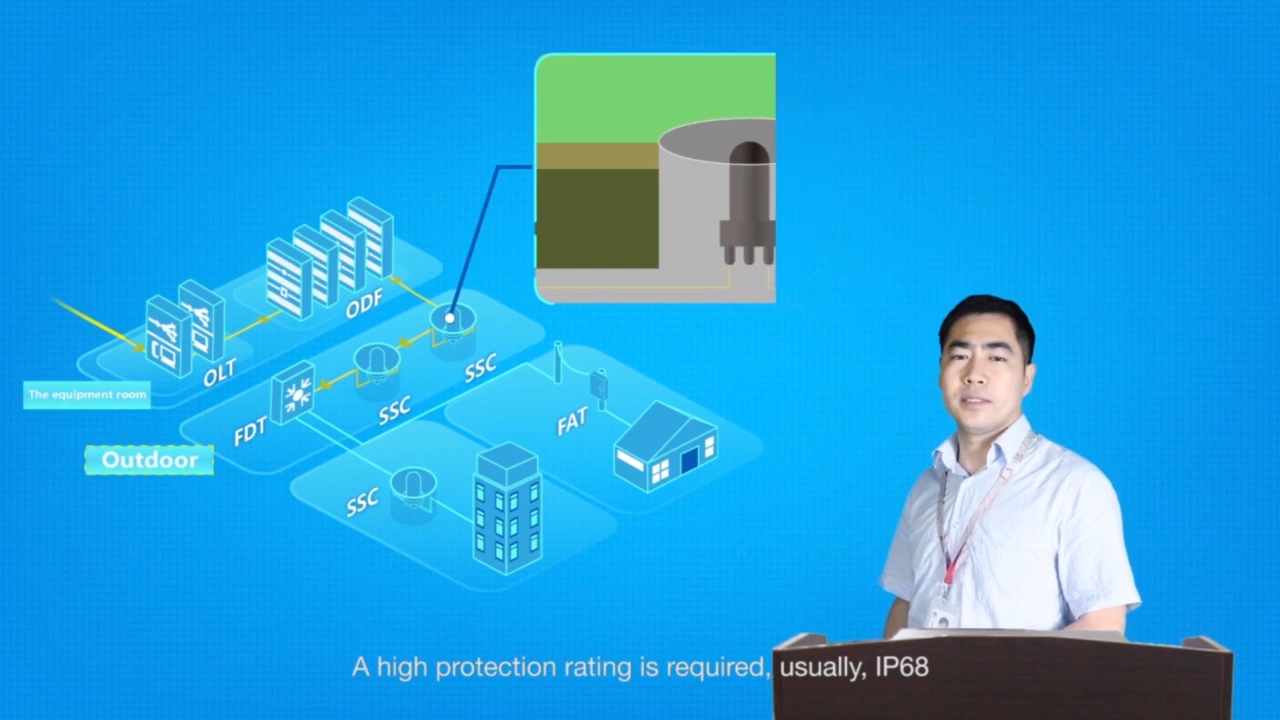 ODF
OLT
SSC
The equipment room
SSC
FDT
FAT
Outdoor
SSC
A high protection rating is required, usually, IP68